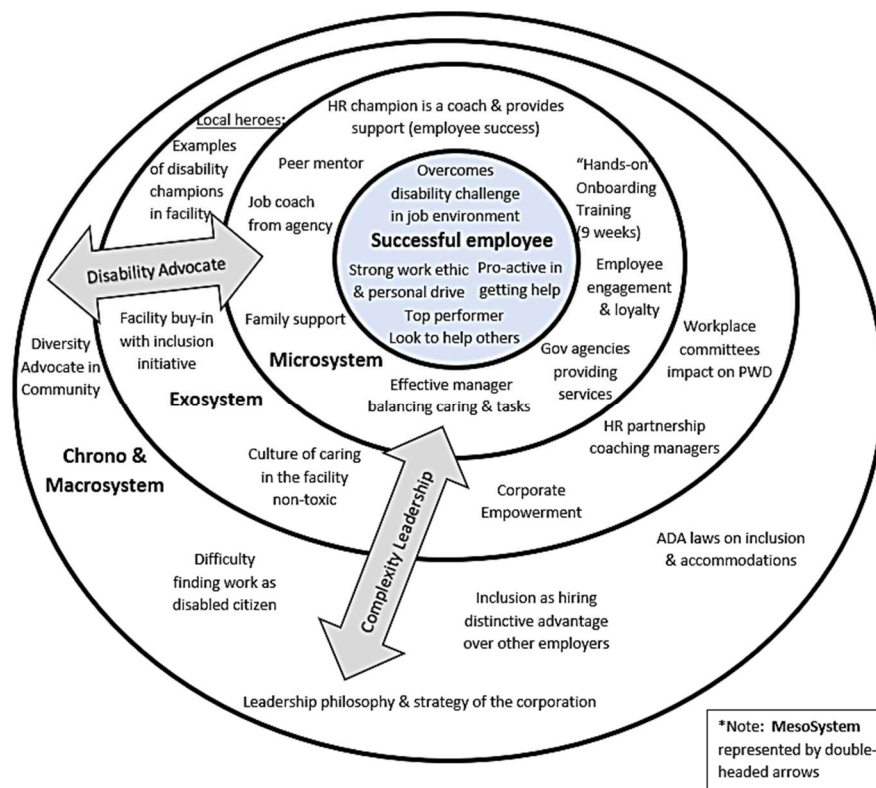 HR champion is a coach & provides
support (employee success)
Local heroes:
Examples
of disability
champions
in facility
Peer mentor
Job coach
from agency
"Hands-on"
Onboarding
Training
(9 weeks)
Overcomes
disability challenge
in job environment
Successful employee
Strong work ethic
& personal drive
Pro-active in
getting help
Top performer
Look to help others
Employee
engagement
& loyalty
Disability Advocate
Diversity
Advocate in
Community
Facility buy-in
with inclusion
initiative
Family support
Microsystem
Exosystem
Chrono &
Macrosystem
Gov agencies
providing
services
Effective manager
balancing caring & tasks
Workplace
committees
impact on PWD
HR partnership
coaching managers
Culture of caring
in the facility
non-toxic
Corporate
Empowerment
Complexity Leadership
ADA laws on inclusion
& accommodations
Difficulty
finding work as
disabled citizen
Inclusion as hiring
distinctive advantage
over other employers
Leadership philosophy & strategy of the corporation
*Note: MesoSystem
represented by double-
headed arrows